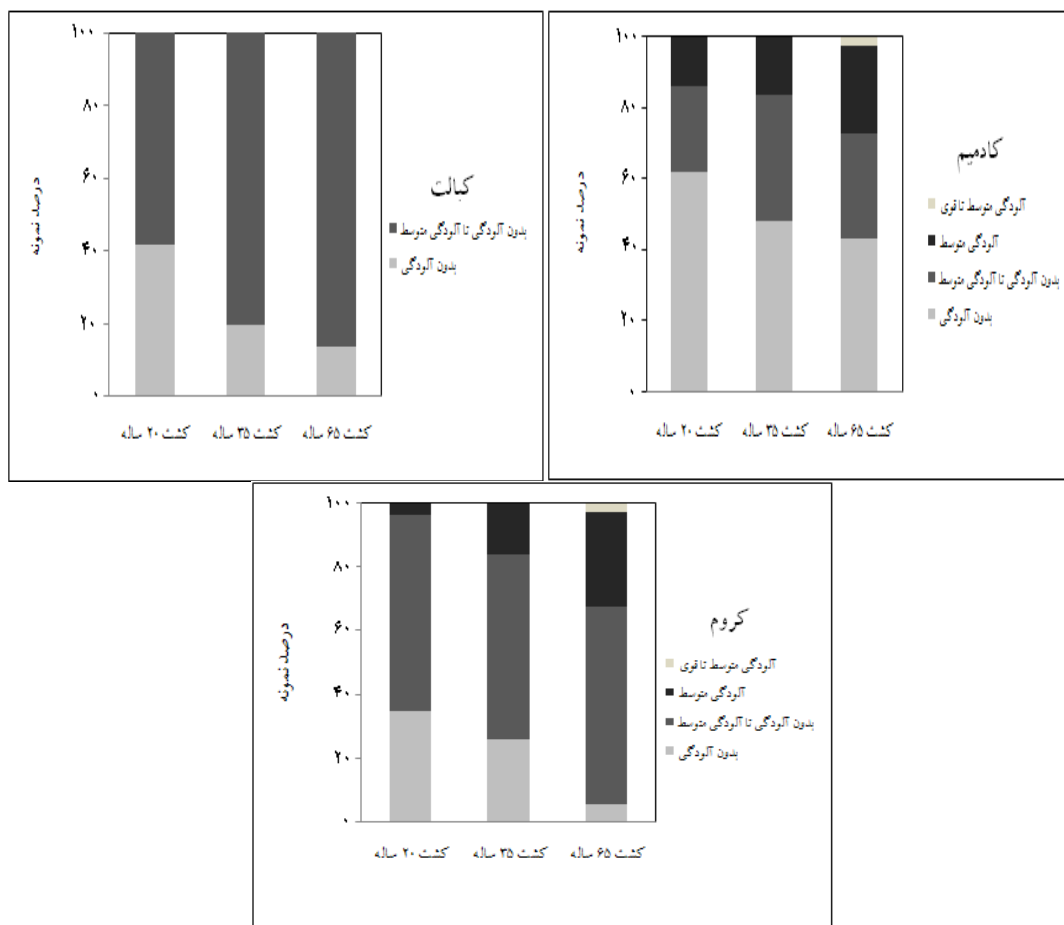 کبالت
درصد نمونه
۱۰۰
۸۰
۶۰
۴۰
۲۰
۰
کشت ۲۰ ساله
کشت ۳۵ ساله
کشت ۶۵ ساله
بدون آلودگی تا آلودگی متوسط
بدون آلودگی
کادمیم
درصد نمونه
۱۰۰
۸۰
۶۰
۴۰
۲۰
۰
کشت ۲۰ ساله
کشت ۳۵ ساله
کشت ۶۵ ساله
آلودگی متوسط تا قوی
آلودگی متوسط
بدون آلودگی تا آلودگی متوسط
بدون آلودگی
کروم
درصد نمونه
۱۰۰
۸۰
۶۰
۴۰
۲۰
۰
کشت ۲۰ ساله
کشت ۳۵ ساله
کشت ۶۵ ساله
آلودگی متوسط تا قوی
آلودگی متوسط
بدون آلودگی تا آلودگی متوسط
بدون آلودگی